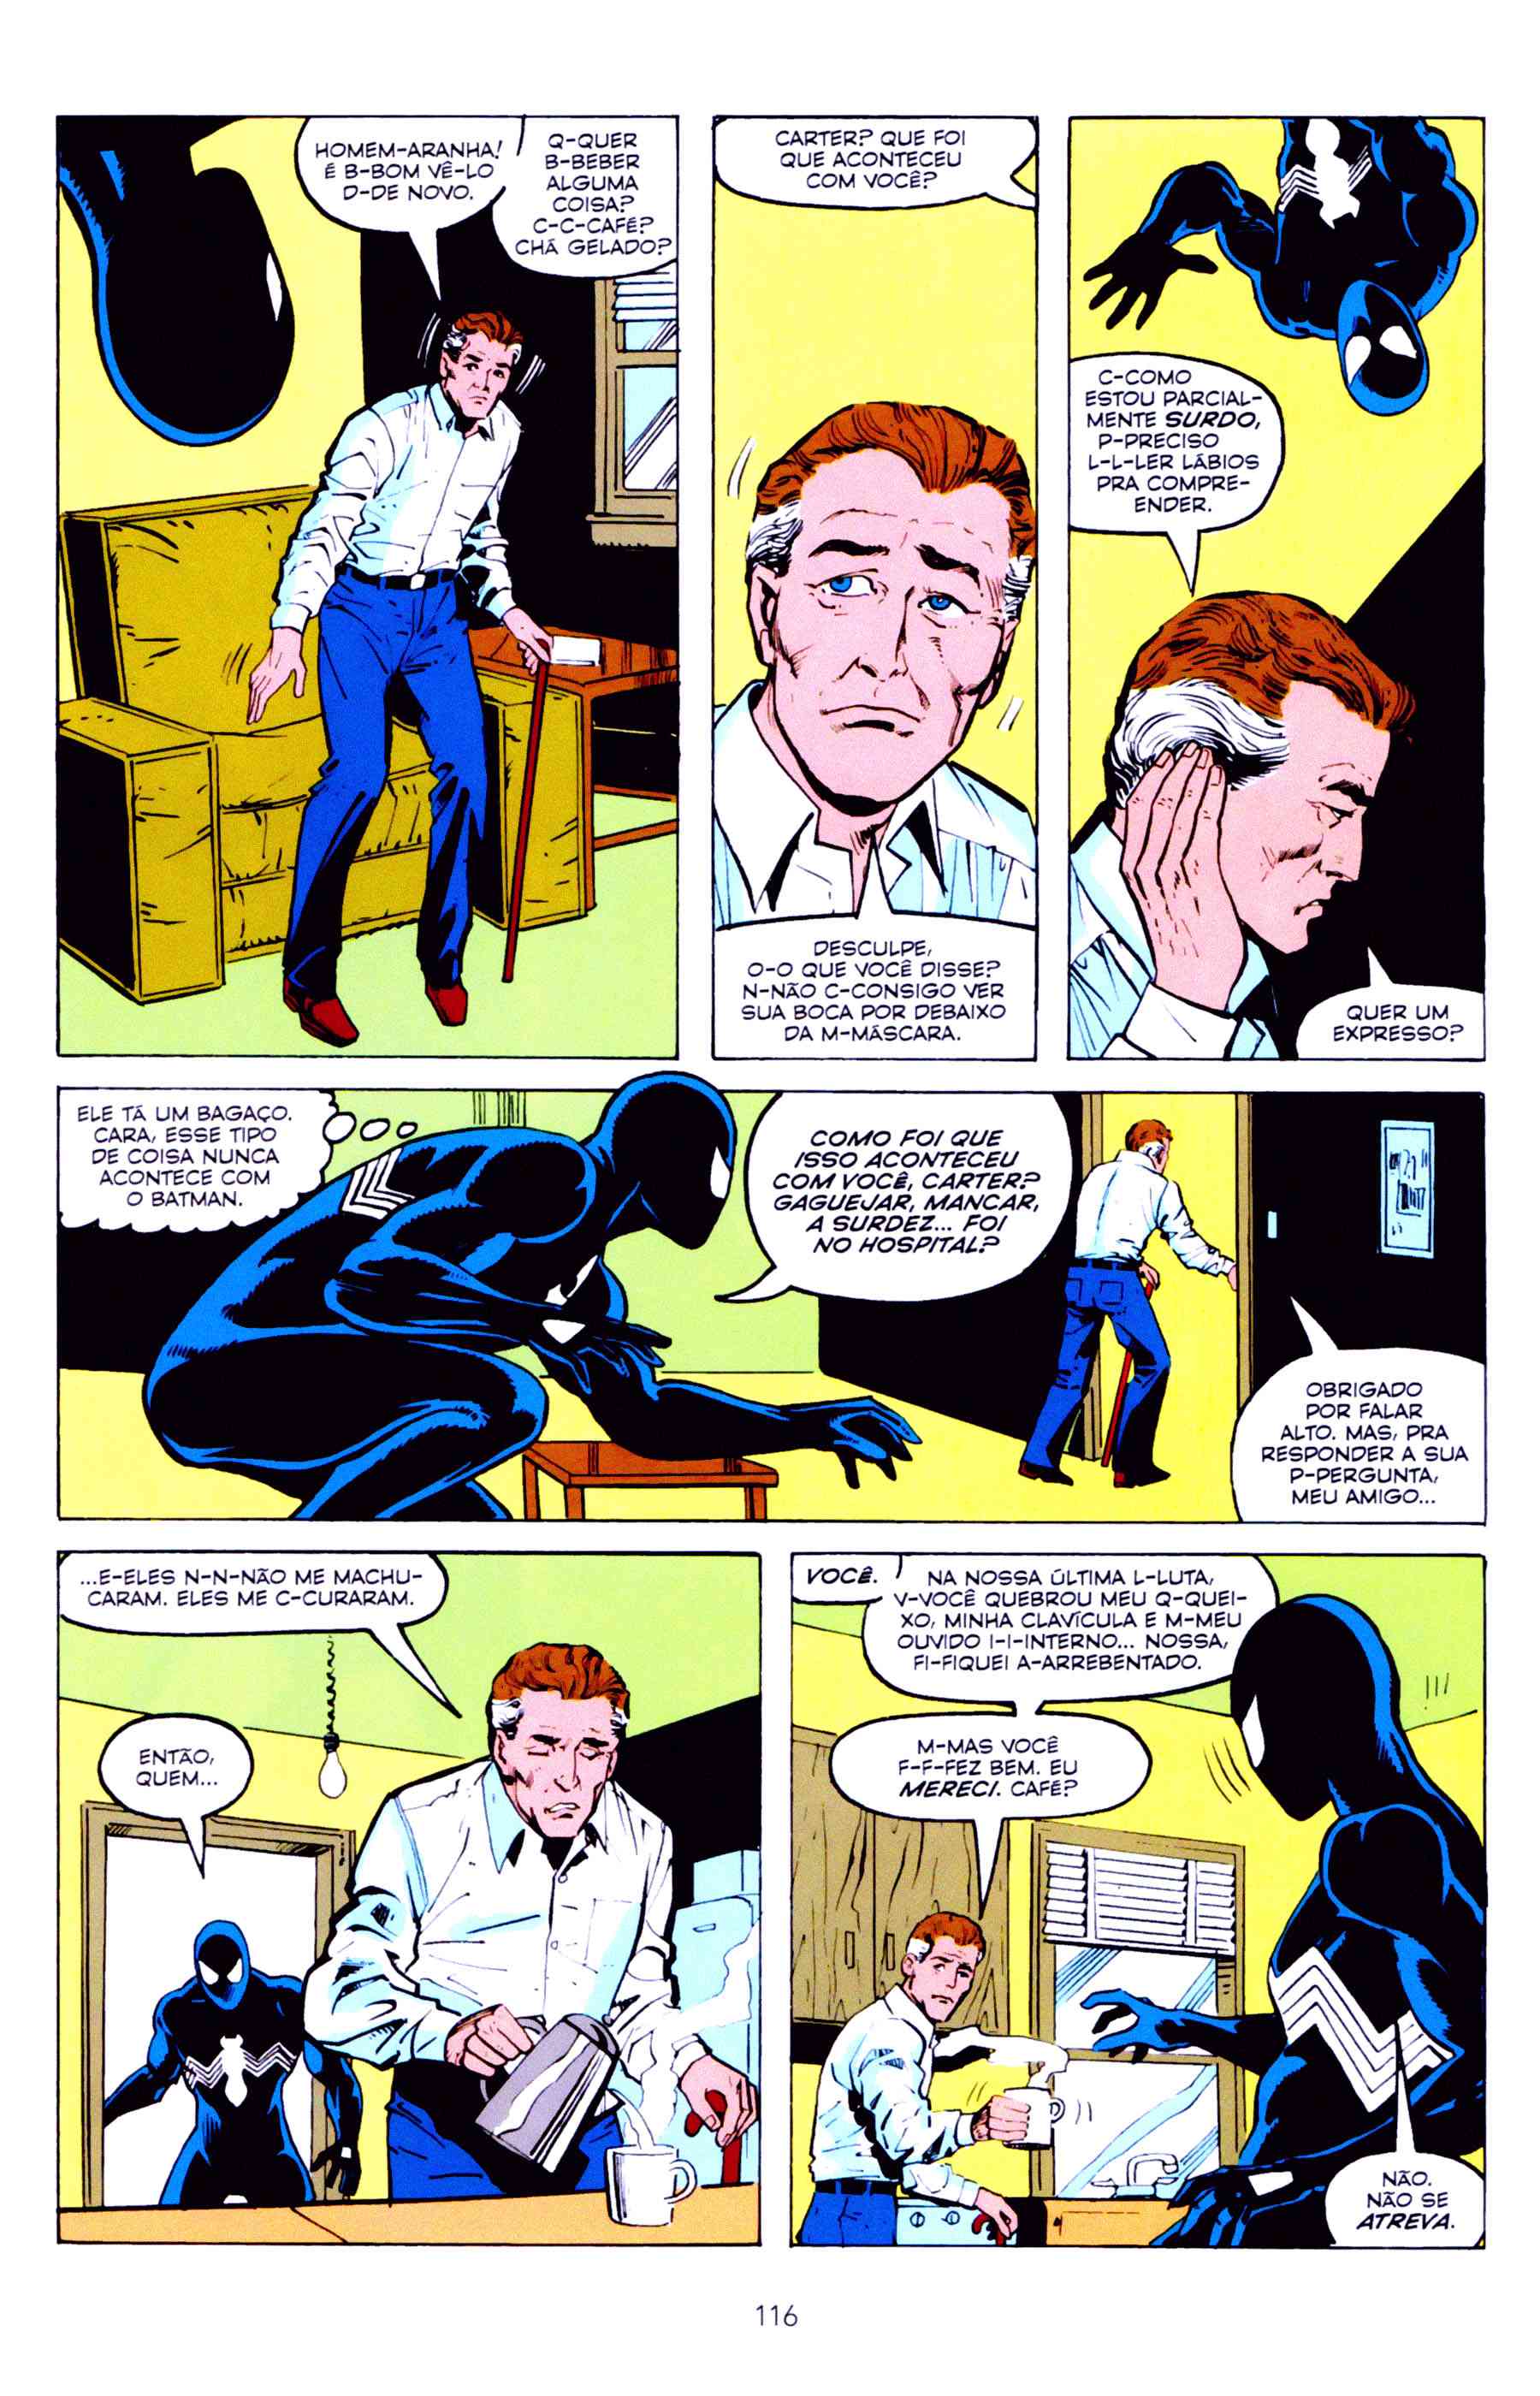 HOMEM-ARANHA!
É B-BOM VÊ-LO
D-DE NOVO.
Q-QUER
B-BEBER
ALGUMA
COISA?
C-C-CAFÉ?
CHÁ GELADO?
CARTER? QUE FOI
QUE ACONTECEU
COM VOCÊ?
DESCULPE,
O-O QUE VOCÊ DISSE?
N-NÃO C-CONSIGO VER
SUA BOCA POR DEBAIXO
DA M-MÁSCARA.
C-COMO
ESTOU PARCIAL-
MENTE SURDO,
P-PRECISO
L-L-LER LÁBIOS
PRA COMPRE-
ENDER.
QUER UM
EXPRESSO?
ELE TÁ UM BAGAÇO.
CARA, ESSE TIPO
DE COISA NUNCA
ACONTECE COM
O BATMAN.
COMO FOI QUE
ISSO ACONTECEU
COM VOCÊ, CARTER?
GAGUEJAR, MANCAR,
A SURDEZ... FOI
NO HOSPITAL?
OBRIGADO
POR FALAR
ALTO. MAS, PRA
RESPONDER A SUA
P-PERGUNTA,
MEU AMIGO...
...E-ELES N-N-NÃO ME MACHU-
CARAM. ELES ME C-CURARAM.
ENTÃO,
QUEM...
VOCÊ.
NA NOSSA ÚLTIMA L-LUTA,
V-VOCÊ QUEBROU MEU Q-QUEI-
XO, MINHA CLAVÍCULA E M-MEU
OUVIDO I-I-INTERNO... NOSSA,
FI-FIQUEI A-ARREBENTADO.
M-MAS VOCÊ
F-F-FEZ BEM. EU
MERECI. CAFÉ?
NÃO.
NÃO SE
ATREVA.
116